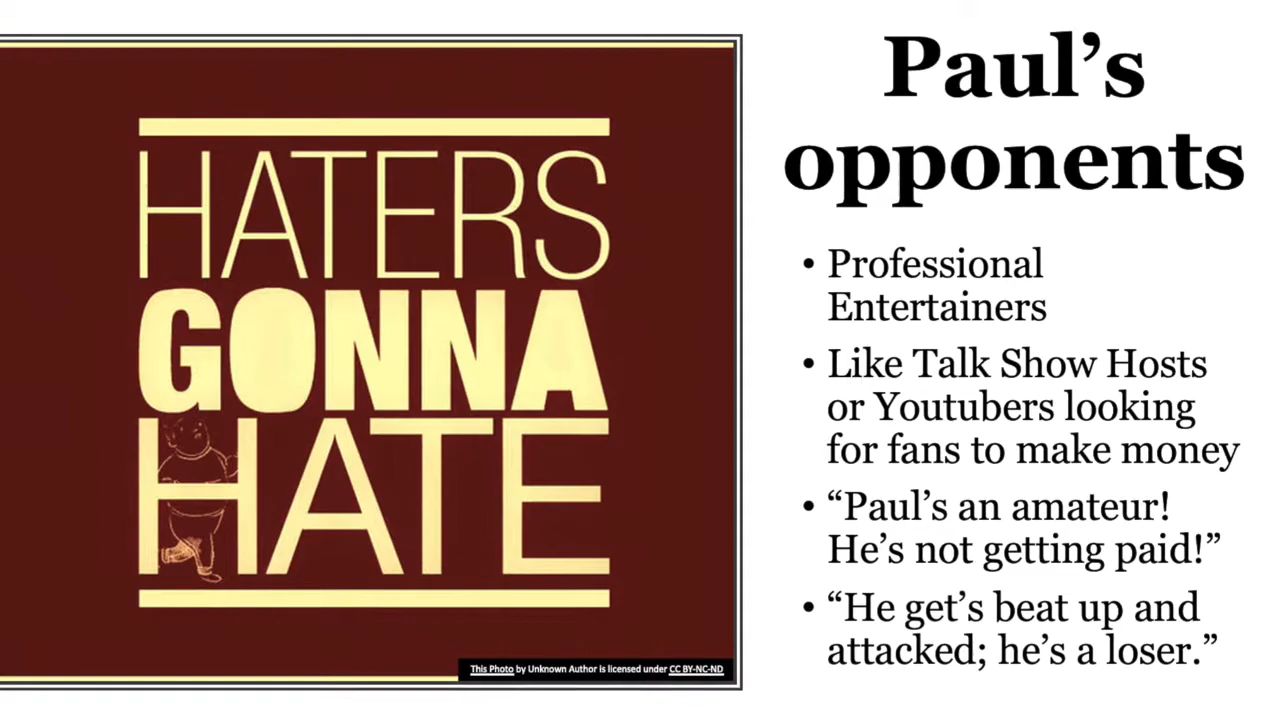 HATERS
GONNA
HATE
This Photo by Unknown Author is licensed under CC BY-NC-ND
Paul’s
opponents
• Professional
Entertainers
• Like Talk Show Hosts
or Youtubers looking
for fans to make money
• “Paul’s an amateur!
He’s not getting paid!”
• “He get’s beat up and
attacked; he’s a loser.”